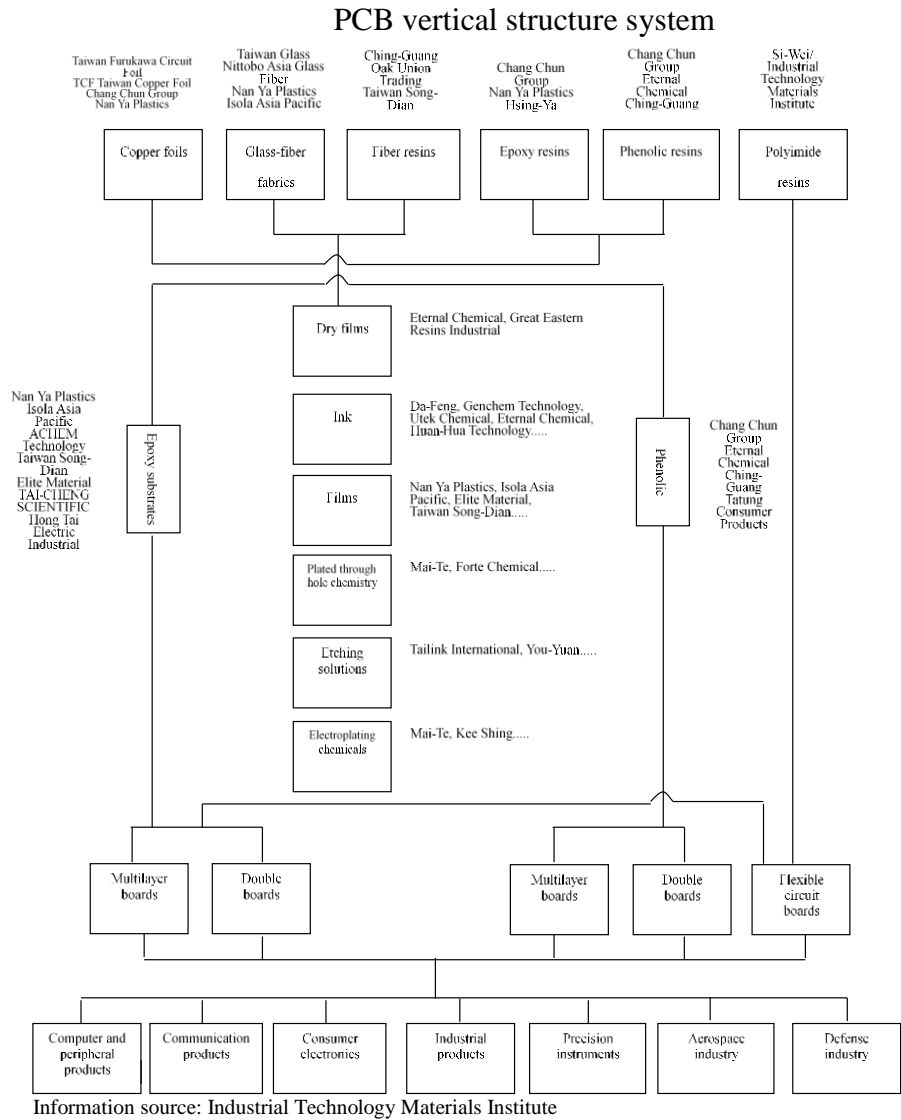 PCB vertical structure system
Taiwan Furukawa Circuit
Foil
TCF Taiwan Copper Foil
Chang Chun Group
Nan Ya Plastics
Taiwan Glass
Nittobo Asia Glass
Fiber
Nan Ya Plastics
Isola Asia Pacific
Ching-Guang
Oak Union
Trading
Taiwan Song-
Dian
Chang Chun
Group
Nan Ya Plastics
Hsing-Ya
Chang Chun
Group
Eternal
Chemical
Ching-Guang
Si-Wei/
Industrial
Technology
Materials
Institute
Copper foils
Glass-fiber
fabrics
Fiber resins
Epoxy resins
Phenolic resins
Polyimide
resins
Dry films
Eternal Chemical, Great Eastern
Resins Industrial
Ink
Da-Feng, Genchem Technology,
Utek Chemical, Eternal Chemical,
Huan-Hua Technology.....
Films
Nan Ya Plastics, Isola Asia
Pacific, Elite Material,
Taiwan Song-Dian.....
Plated through
hole chemistry
Mai-Te, Forte Chemical.....
Etching
solutions
Tailink International, You-Yuan.....
Electroplating
chemicals
Mai-Te, Kee Shing.....
Nan Ya Plastics
Isola Asia
Pacific
ACHEM
Technology
Taiwan Song-
Dian
Elite Material
TAI-CHENG
SCIENTIFIC
Hong Tai
Electric
Industrial
Epoxy substrates
Phenolic
Chang Chun
Group
Eternal
Chemical
Ching-
Guang
Tatung
Consumer
Products
Multilayer
boards
Double
boards
Multilayer
boards
Double
boards
Flexible
circuit
boards
Computer and
peripheral
products
Communication
products
Consumer
electronics
Industrial
products
Precision
instruments
Aerospace
industry
Defense
industry
Information source: Industrial Technology Materials Institute